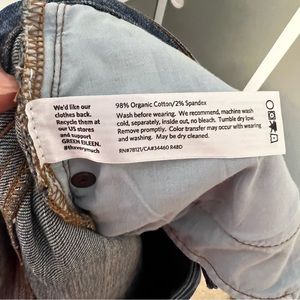 We'd like our
clothes back.
Recycle them at
our US stores
and support
GREEN EILEEN.
#theverymuch
98% Organic Cotton/2% Spandex
Wash before wearing. We recommend, machine wash
cold, separately, inside out, no bleach. Tumble dry low.
Remove promptly. Color transfer may occur with wearing
and washing. May be dry cleaned.
RN#78121/CA#34460 R48D